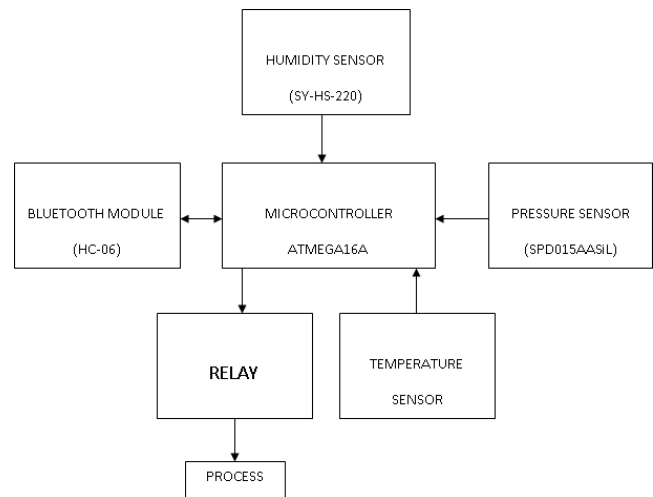 HUMIDITY SENSOR
(SY-HS-220)
BLUETOOTH MODULE
(HC-06)
MICROCONTROLLER
ATMEGA16A
PRESSURE SENSOR
(SPD015AASiL)
RELAY
TEMPERATURE
SENSOR
PROCESS